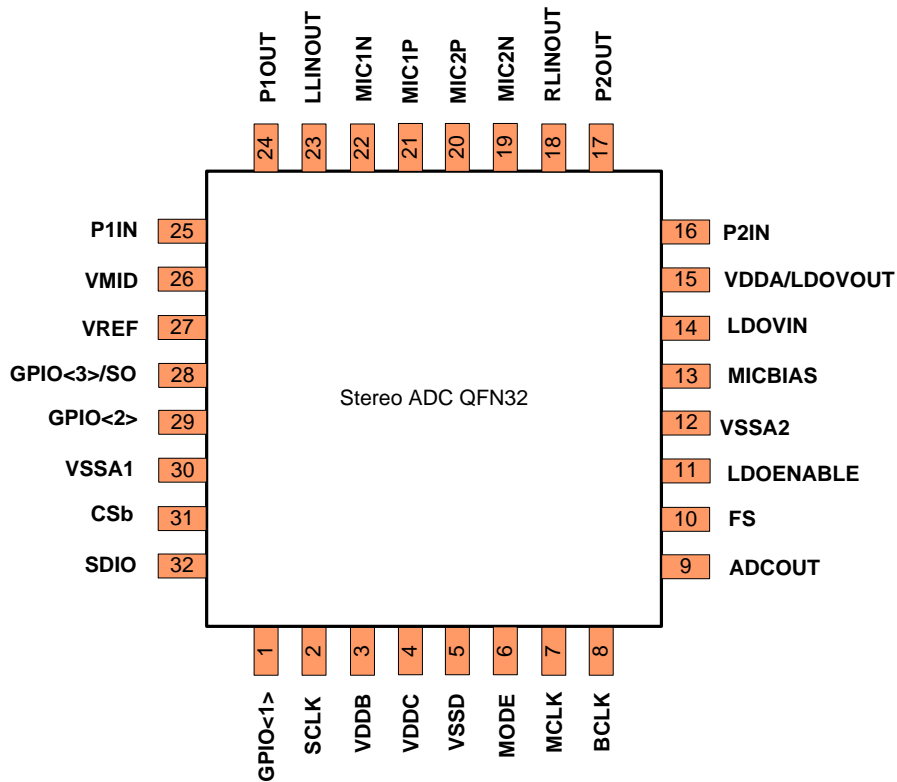 P1OUT
LLINOUT
MIC1N
MIC1P
MIC2P
MIC2N
RLINOUT
P2OUT
24
23
22
21
20
19
18
17
P1IN 25
16 P2IN
VMID 26
15 VDDA/LDOVOUT
VREF 27
14 LDOVIN
GPIO<3>/SO 28
13 MICBIAS
Stereo ADC QFN32
GPIO<2> 29
12 VSSA2
VSSA1 30
11 LDOENABLE
CSb 31
10 FS
SDIO 32
9 ADCOUT
1
2
3
4
5
6
7
8
GPIO<1>
SCLK
VDDB
VDDC
VSSD
MODE
MCLK
BCLK